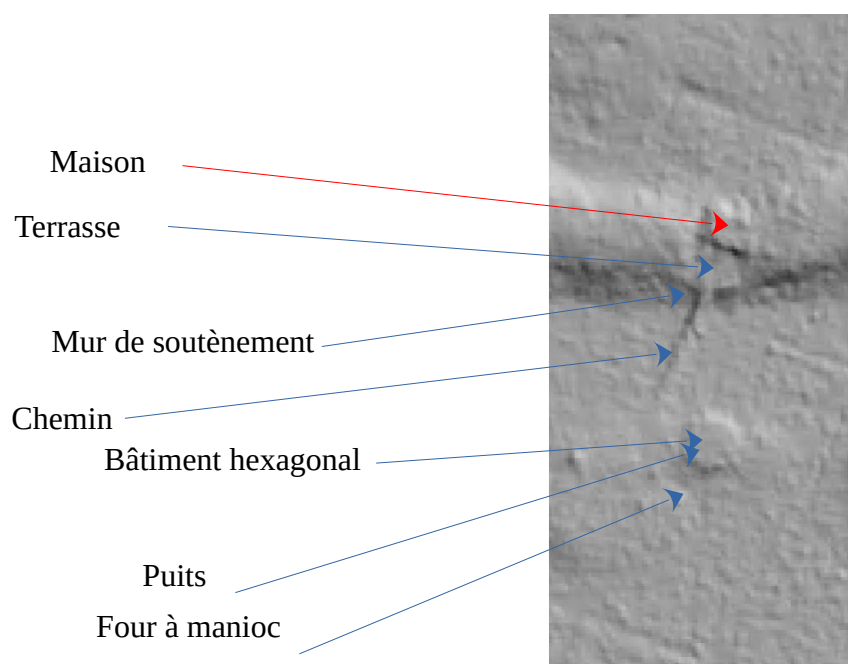 Maison
Terrasse
Mur de soutènement
Chemin
Bâtiment hexagonal
Puits
Four à manioc